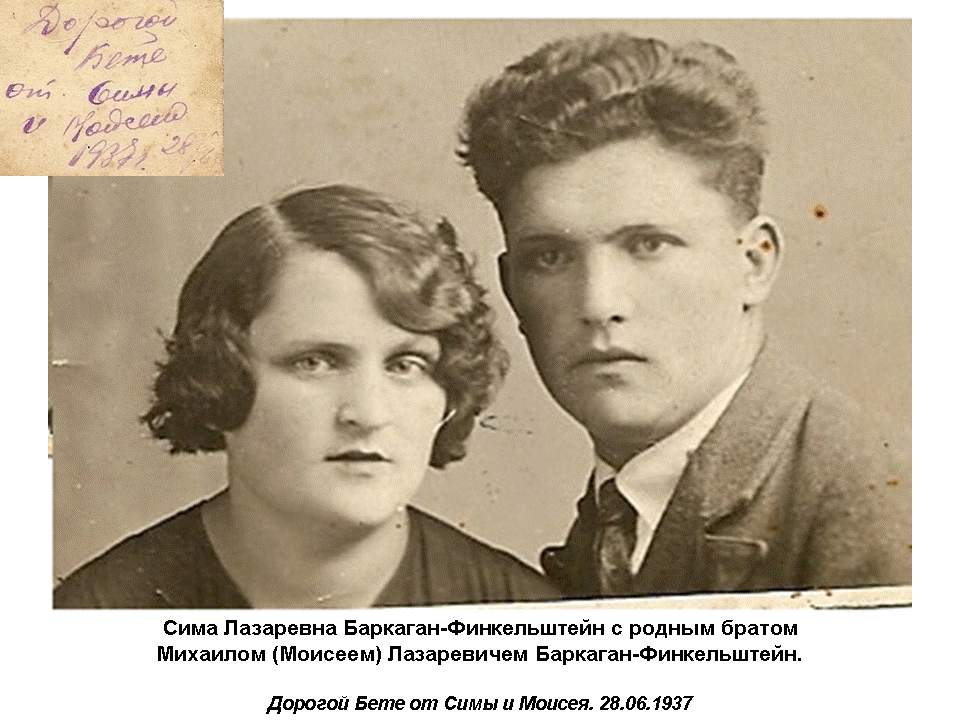 Дорогой
Бете
от Симы
и Моисея
1937г. 28/6
Сима Лазаревна Баркаган-Финкельштейн с родным братом
Михаилом (Моисеем) Лазаревичем Баркаган-Финкельштейн.
Дорогой Бете от Симы и Моисея. 28.06.1937